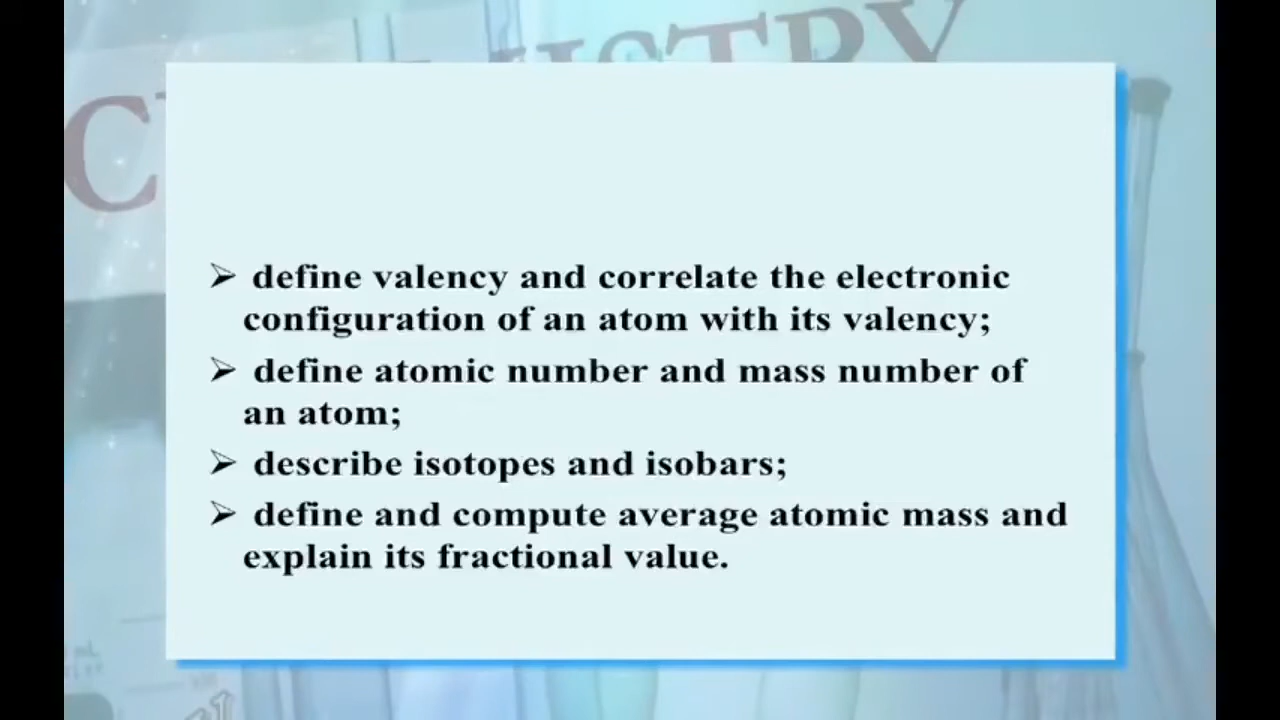 ➢ define valency and correlate the electronic
configuration of an atom with its valency;
➢ define atomic number and mass number of
an atom;
➢ describe isotopes and isobars;
➢ define and compute average atomic mass and
explain its fractional value.